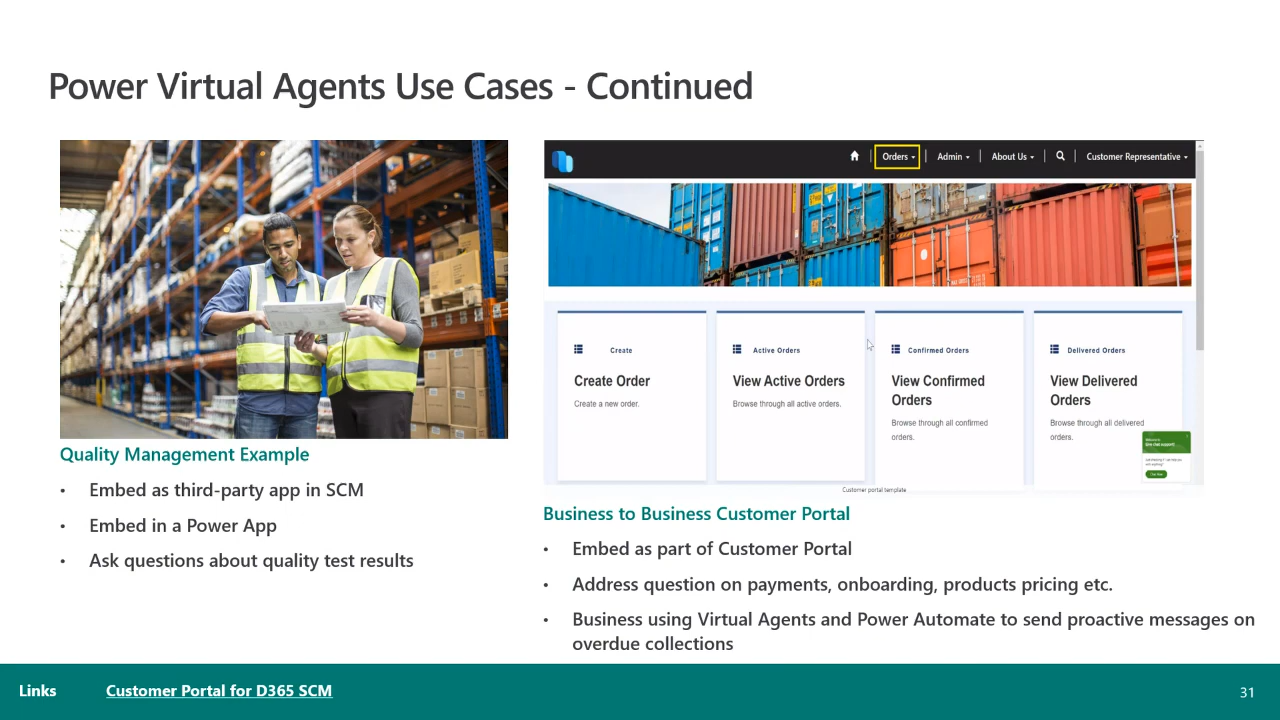 Power Virtual Agents Use Cases - Continued
Orders
Admin
About Us
Customer Representative
Create
Active Orders
Confirmed Orders
Delivered Orders
Create Order
View Active Orders
View Confirmed
Orders
View Delivered
Orders
Create a new order.
Browse through all active orders.
Browse through all confirmed
orders.
Browse through all delivered
orders.
Customer portal template
Quality Management Example
• Embed as third-party app in SCM
• Embed in a Power App
• Ask questions about quality test results
Business to Business Customer Portal
• Embed as part of Customer Portal
• Address question on payments, onboarding, products pricing etc.
• Business using Virtual Agents and Power Automate to send proactive messages on
overdue collections
Links
Customer Portal for D365 SCM
31